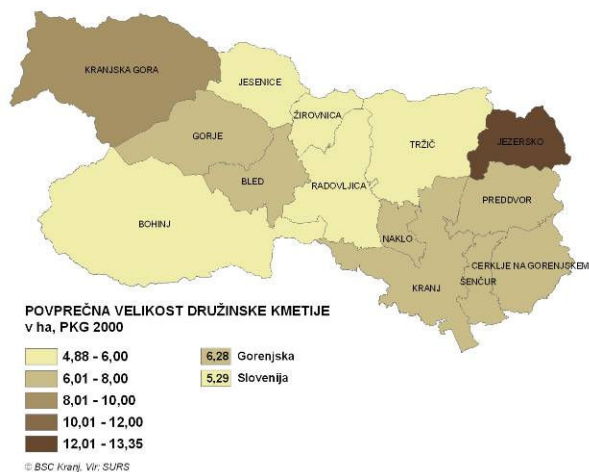 KRANJSKA GORA
JESENICE
ŽIROVNICA
GORJE
TRŽIČ
JEZERSKO
BLED
RADOVLJICA
PREDDVOR
BOHINJ
NAKLO
CERKLJE NA GORENJSKEM
ŠENČUR
KRANJ
POVPREČNA VELIKOST DRUŽINSKE KMETIJE
v ha, PKG 2000
4,88 - 6,00
6,01 - 8,00
8,01 - 10,00
10,01 - 12,00
12,01 - 13,35
6,28 Gorenjska
5,29 Slovenija
© BSC Kranj, Vir: SURS